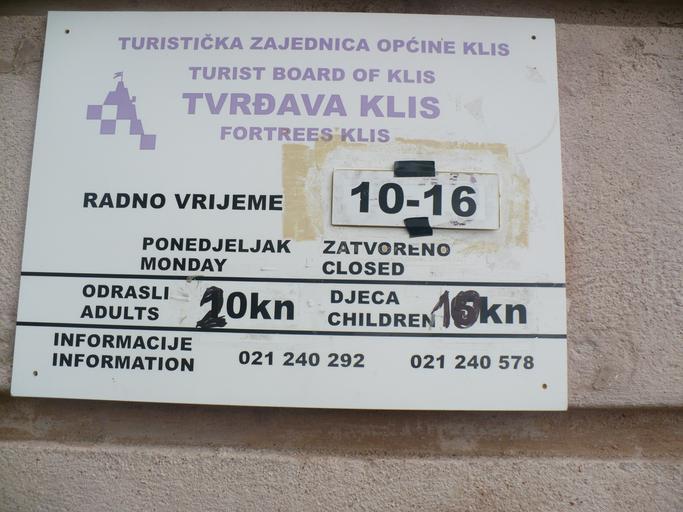 TURISTIČKA ZAJEDNICA OPĆINE KLIS
TURIST BOARD OF KLIS
TVRĐAVA KLIS
FORTREES KLIS
RADNO VRIJEME 10-16
PONEDJELJAK ZATVORENO
MONDAY CLOSED
ODRASLI 20kn DJECA kn
ADULTS CHILDREN
INFORMACIJE 021 240 292 021 240 578
INFORMATION